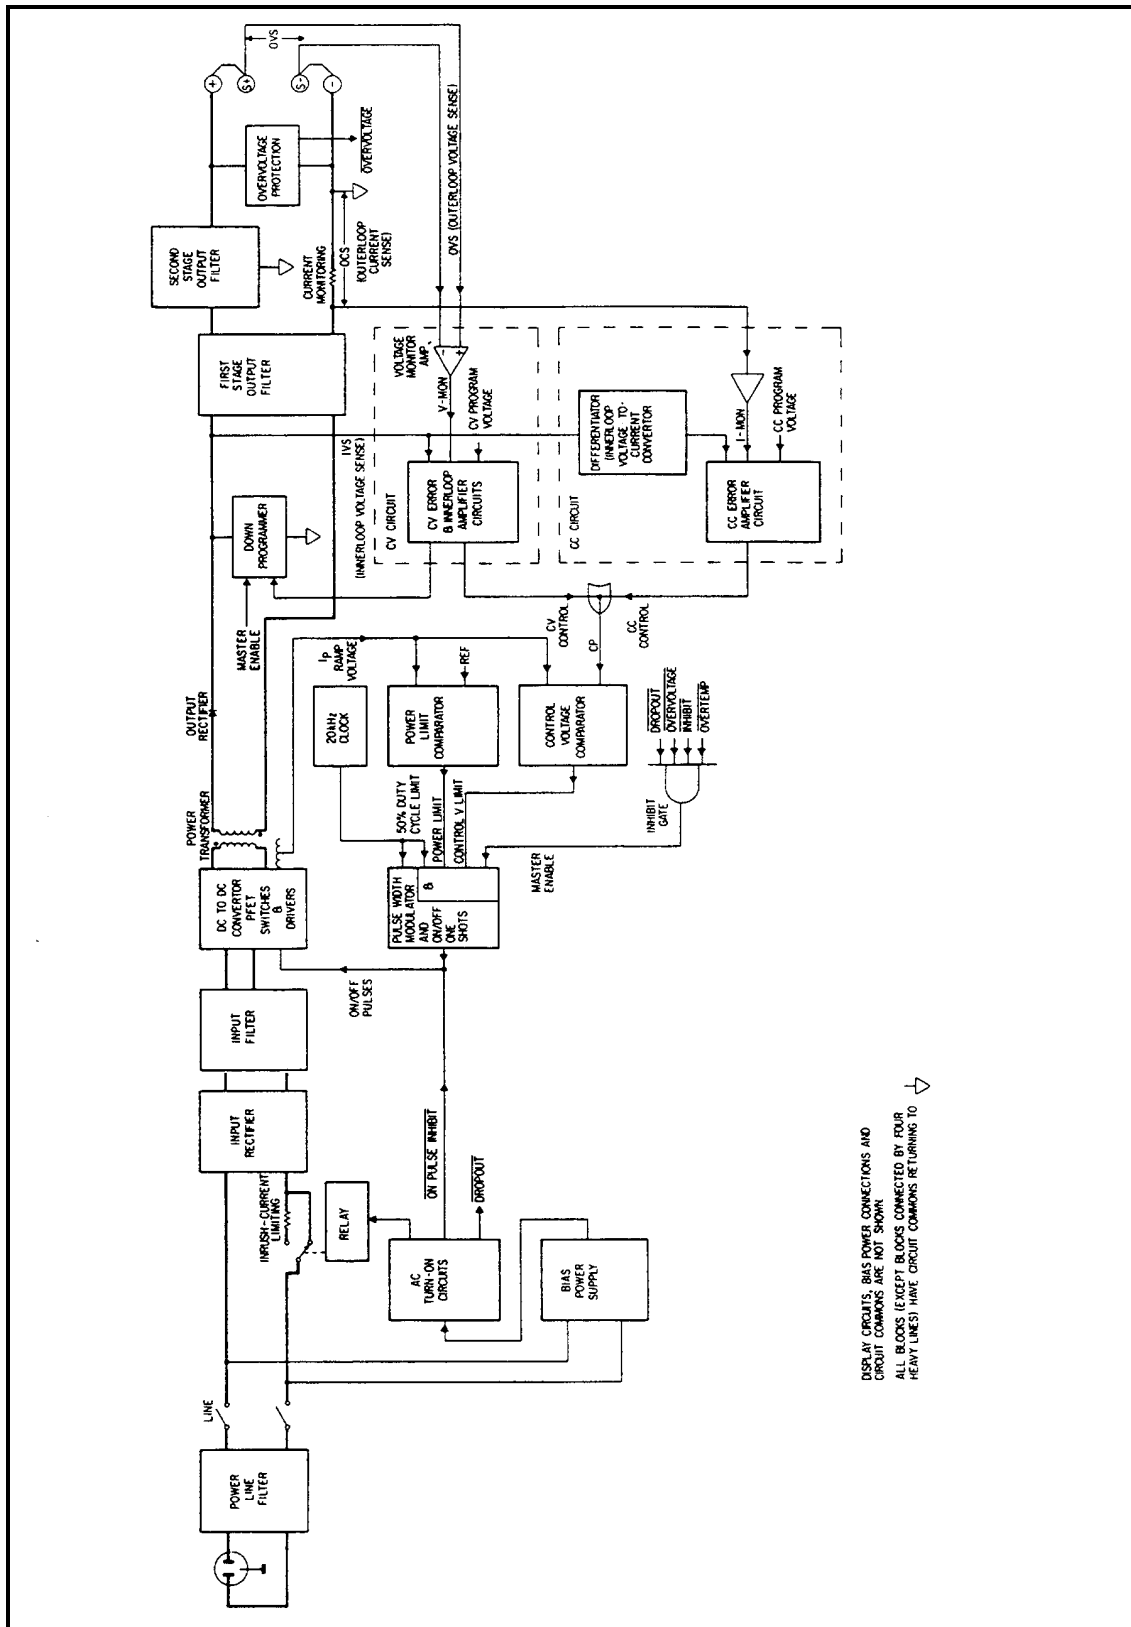 POWER
LINE
FILTER
LINE
INRUSH-CURRENT
LIMITING
RELAY
AC
TURN-ON
CIRCUITS
BIAS
POWER
SUPPLY
DROPOUT
ON PULSE INHIBIT
INPUT
RECTIFIER
INPUT
FILTER
ON/OFF
PULSES
DC TO DC
CONVERTOR
PFET
SWITCHES
&
DRIVERS
POWER
TRANSFORMER
OUTPUT
RECTIFIER
PULSE WIDTH
MODULATOR
AND
ON/OFF
ONE
SHOTS
&
50% DUTY
CYCLE LIMIT
POWER LIMIT
CONTROL V LIMIT
MASTER
ENABLE
INHIBIT
GATE
DROPOUT
OVERVOLTAGE
INHIBIT
OVERTEMP
20kHz
CLOCK
POWER
LIMIT
COMPARATOR
REF
CONTROL
VOLTAGE
COMPARATOR
IP
RAMP
VOLTAGE
CV
CONTROL
CP
CC
CONTROL
MASTER
ENABLE
DOWN
PROGRAMMER
IVS
(INNERLOOP VOLTAGE SENSE)
CV CIRCUIT
CV ERROR
& INNERLOOP
AMPLIFIER
CIRCUITS
V-MON
CV PROGRAM
VOLTAGE
VOLTAGE
MONITOR
AMP
-
+
CC CIRCUIT
DIFFERENTIATOR
(INNERLOOP
VOLTAGE TO-
CURRENT
CONVERTOR
CC ERROR
AMPLIFIER
CIRCUIT
I-MON
CC PROGRAM
VOLTAGE
FIRST
STAGE
OUTPUT
FILTER
SECOND
STAGE
OUTPUT
FILTER
CURRENT
MONITORING
OCS
(OUTERLOOP
CURRENT
SENSE)
OVERVOLTAGE
PROTECTION
OVERVOLTAGE
OVS (OUTERLOOP VOLTAGE SENSE)
OVS
+
S+
S-
-
DISPLAY CIRCUITS, BIAS POWER CONNECTIONS AND
CIRCUIT COMMONS ARE NOT SHOWN.
ALL BLOCKS (EXCEPT BLOCKS CONNECTED BY FOUR
HEAVY LINES) HAVE CIRCUIT COMMONS RETURNING TO